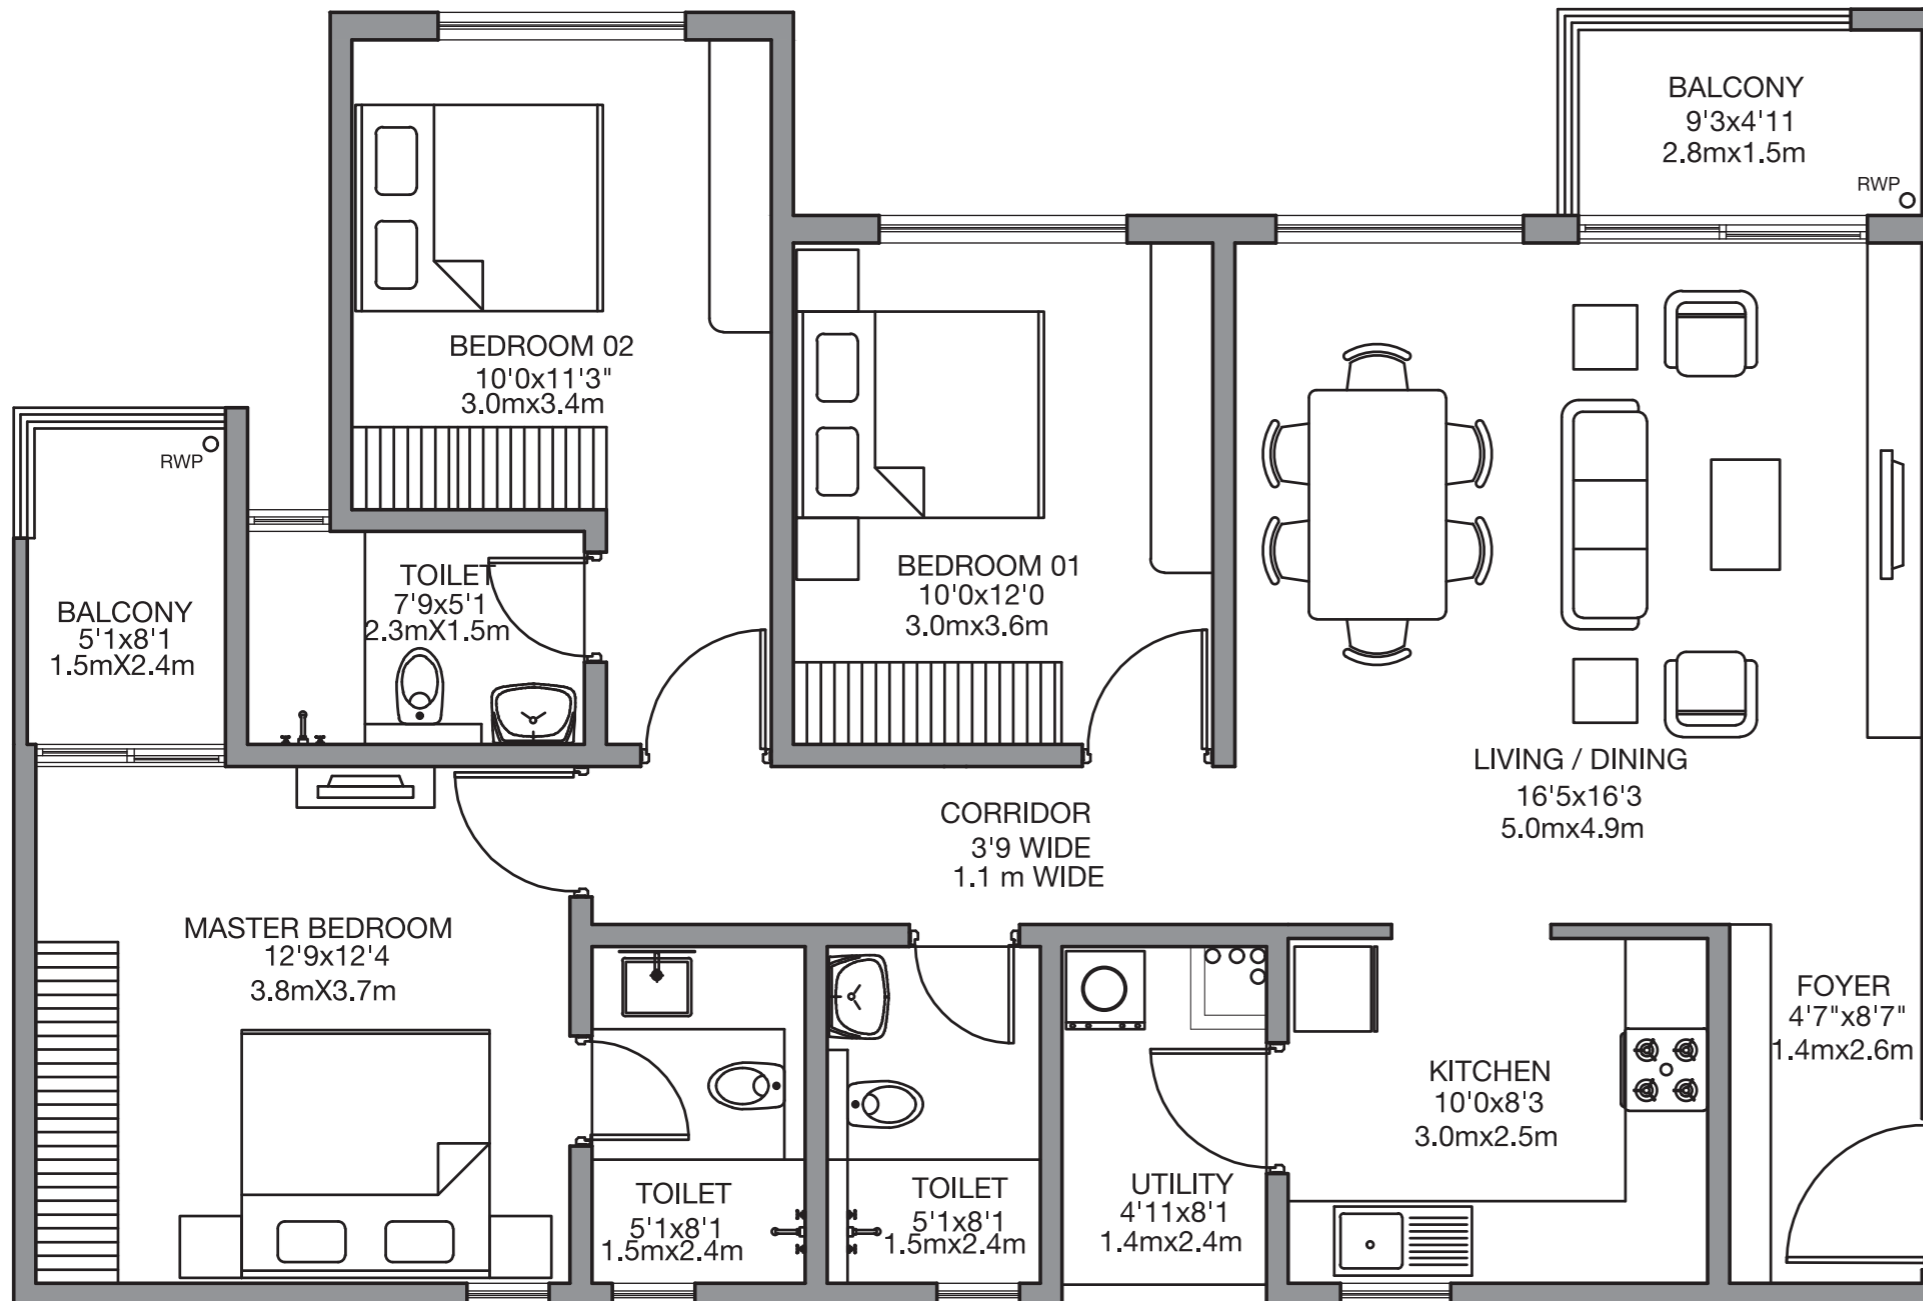 BALCONY
9'3x4'11
2.8mx1.5m
RWP
BEDROOM 02
10'0x11'3"
3.0mx3.4m
RWP
BALCONY
5'1x8'1
1.5mX2.4m
TOILET
7'9x5'1
2.3mX1.5m
BEDROOM 01
10'0x12'0
3.0mx3.6m
LIVING / DINING
16'5x16'3
5.0mx4.9m
CORRIDOR
3'9 WIDE
1.1 m WIDE
MASTER BEDROOM
12'9x12'4
3.8mX3.7m
FOYER
4'7"x8'7"
1.4mx2.6m
KITCHEN
10'0x8'3
3.0mx2.5m
TOILET
5'1x8'1
1.5mx2.4m
TOILET
5'1x8'1
1.5mx2.4m
UTILITY
4'11x8'1
1.4mx2.4m